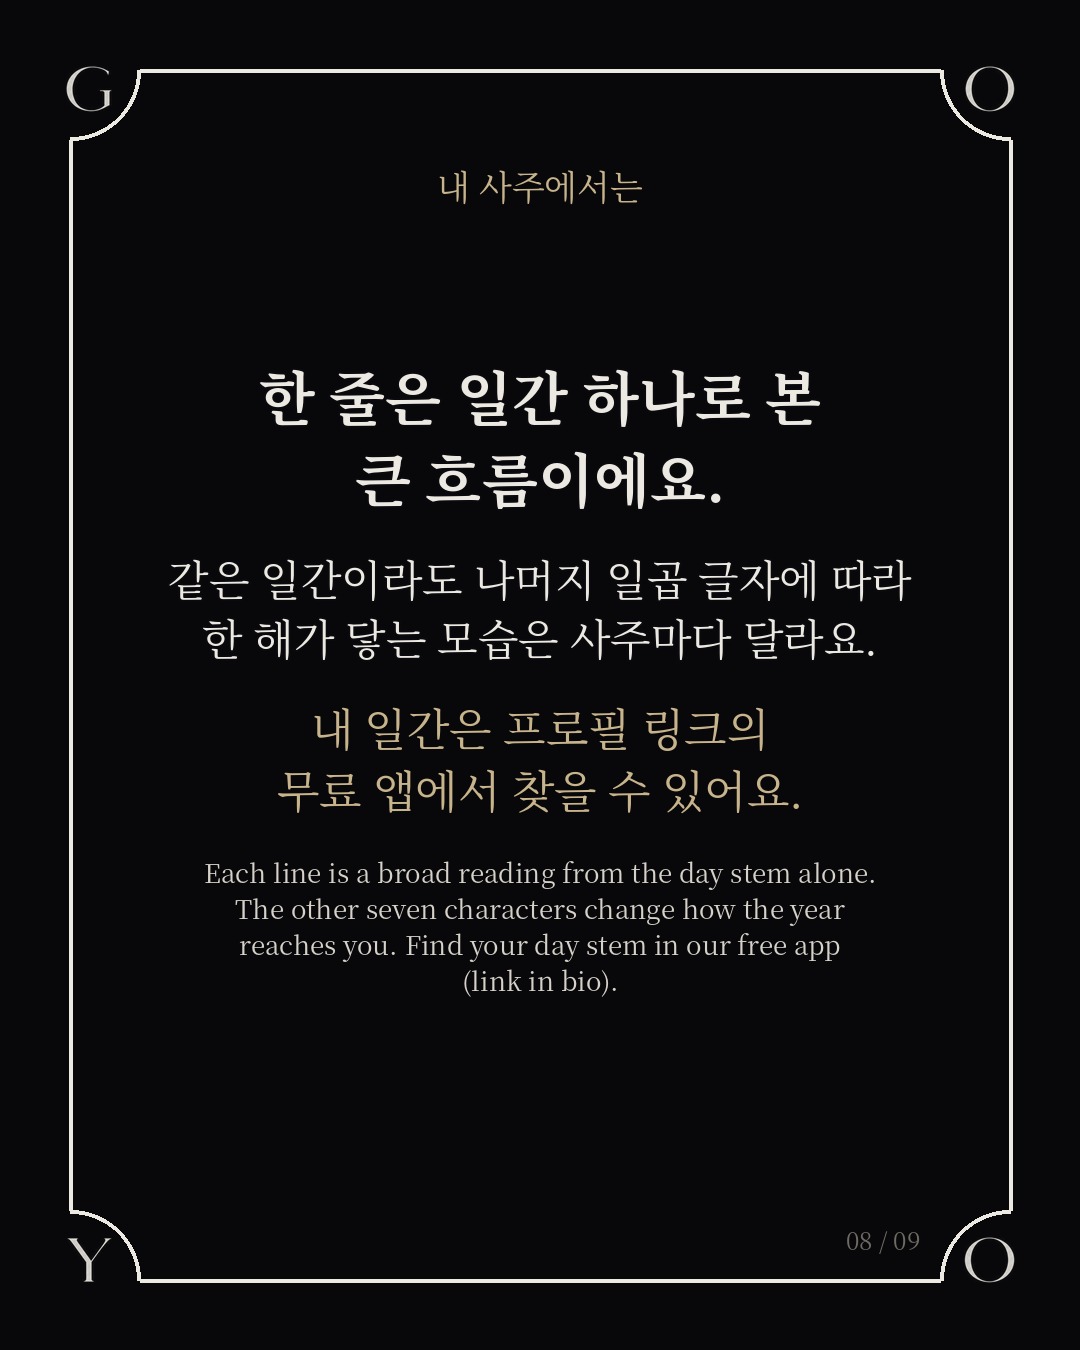 G O
내 사주에서는
한 줄은 일간 하나로 본
큰 흐름이에요.
같은 일간이라도 나머지 일곱 글자에 따라
한 해가 닿는 모습은 사주마다 달라요.
내 일간은 프로필 링크의
무료 앱에서 찾을 수 있어요.
Each line is a broad reading from the day stem alone.
The other seven characters change how the year
reaches you. Find your day stem in our free app
(link in bio).
08 / 09
Y O